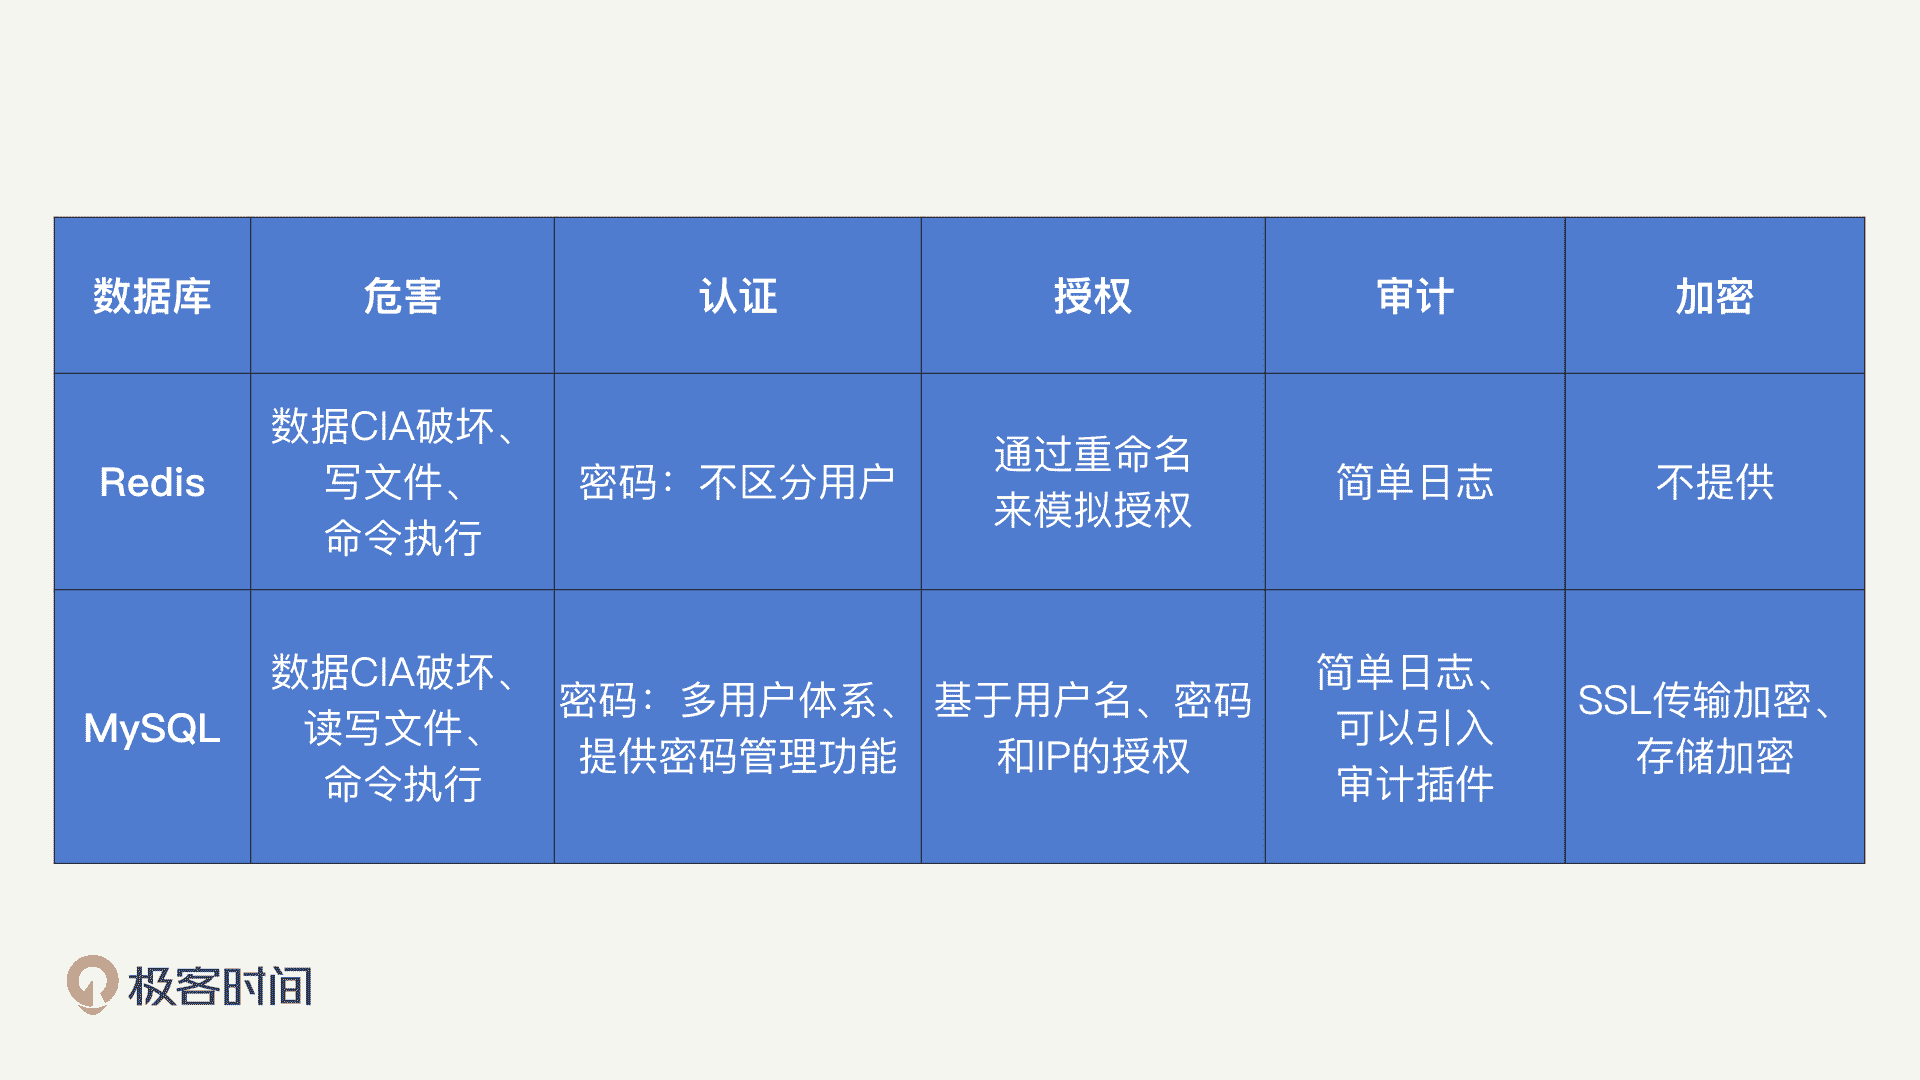 数据库
危害
认证
授权
审计
加密
Redis
数据CIA破坏、
写文件、
命令执行
密码：不区分用户
通过重命名
来模拟授权
简单日志
不提供
MySQL
数据CIA破坏、
读写文件、
命令执行
密码：多用户体系、
提供密码管理功能
基于用户名、密码
和IP的授权
简单日志、
可以引入
审计插件
SSL传输加密、
存储加密
极客时间